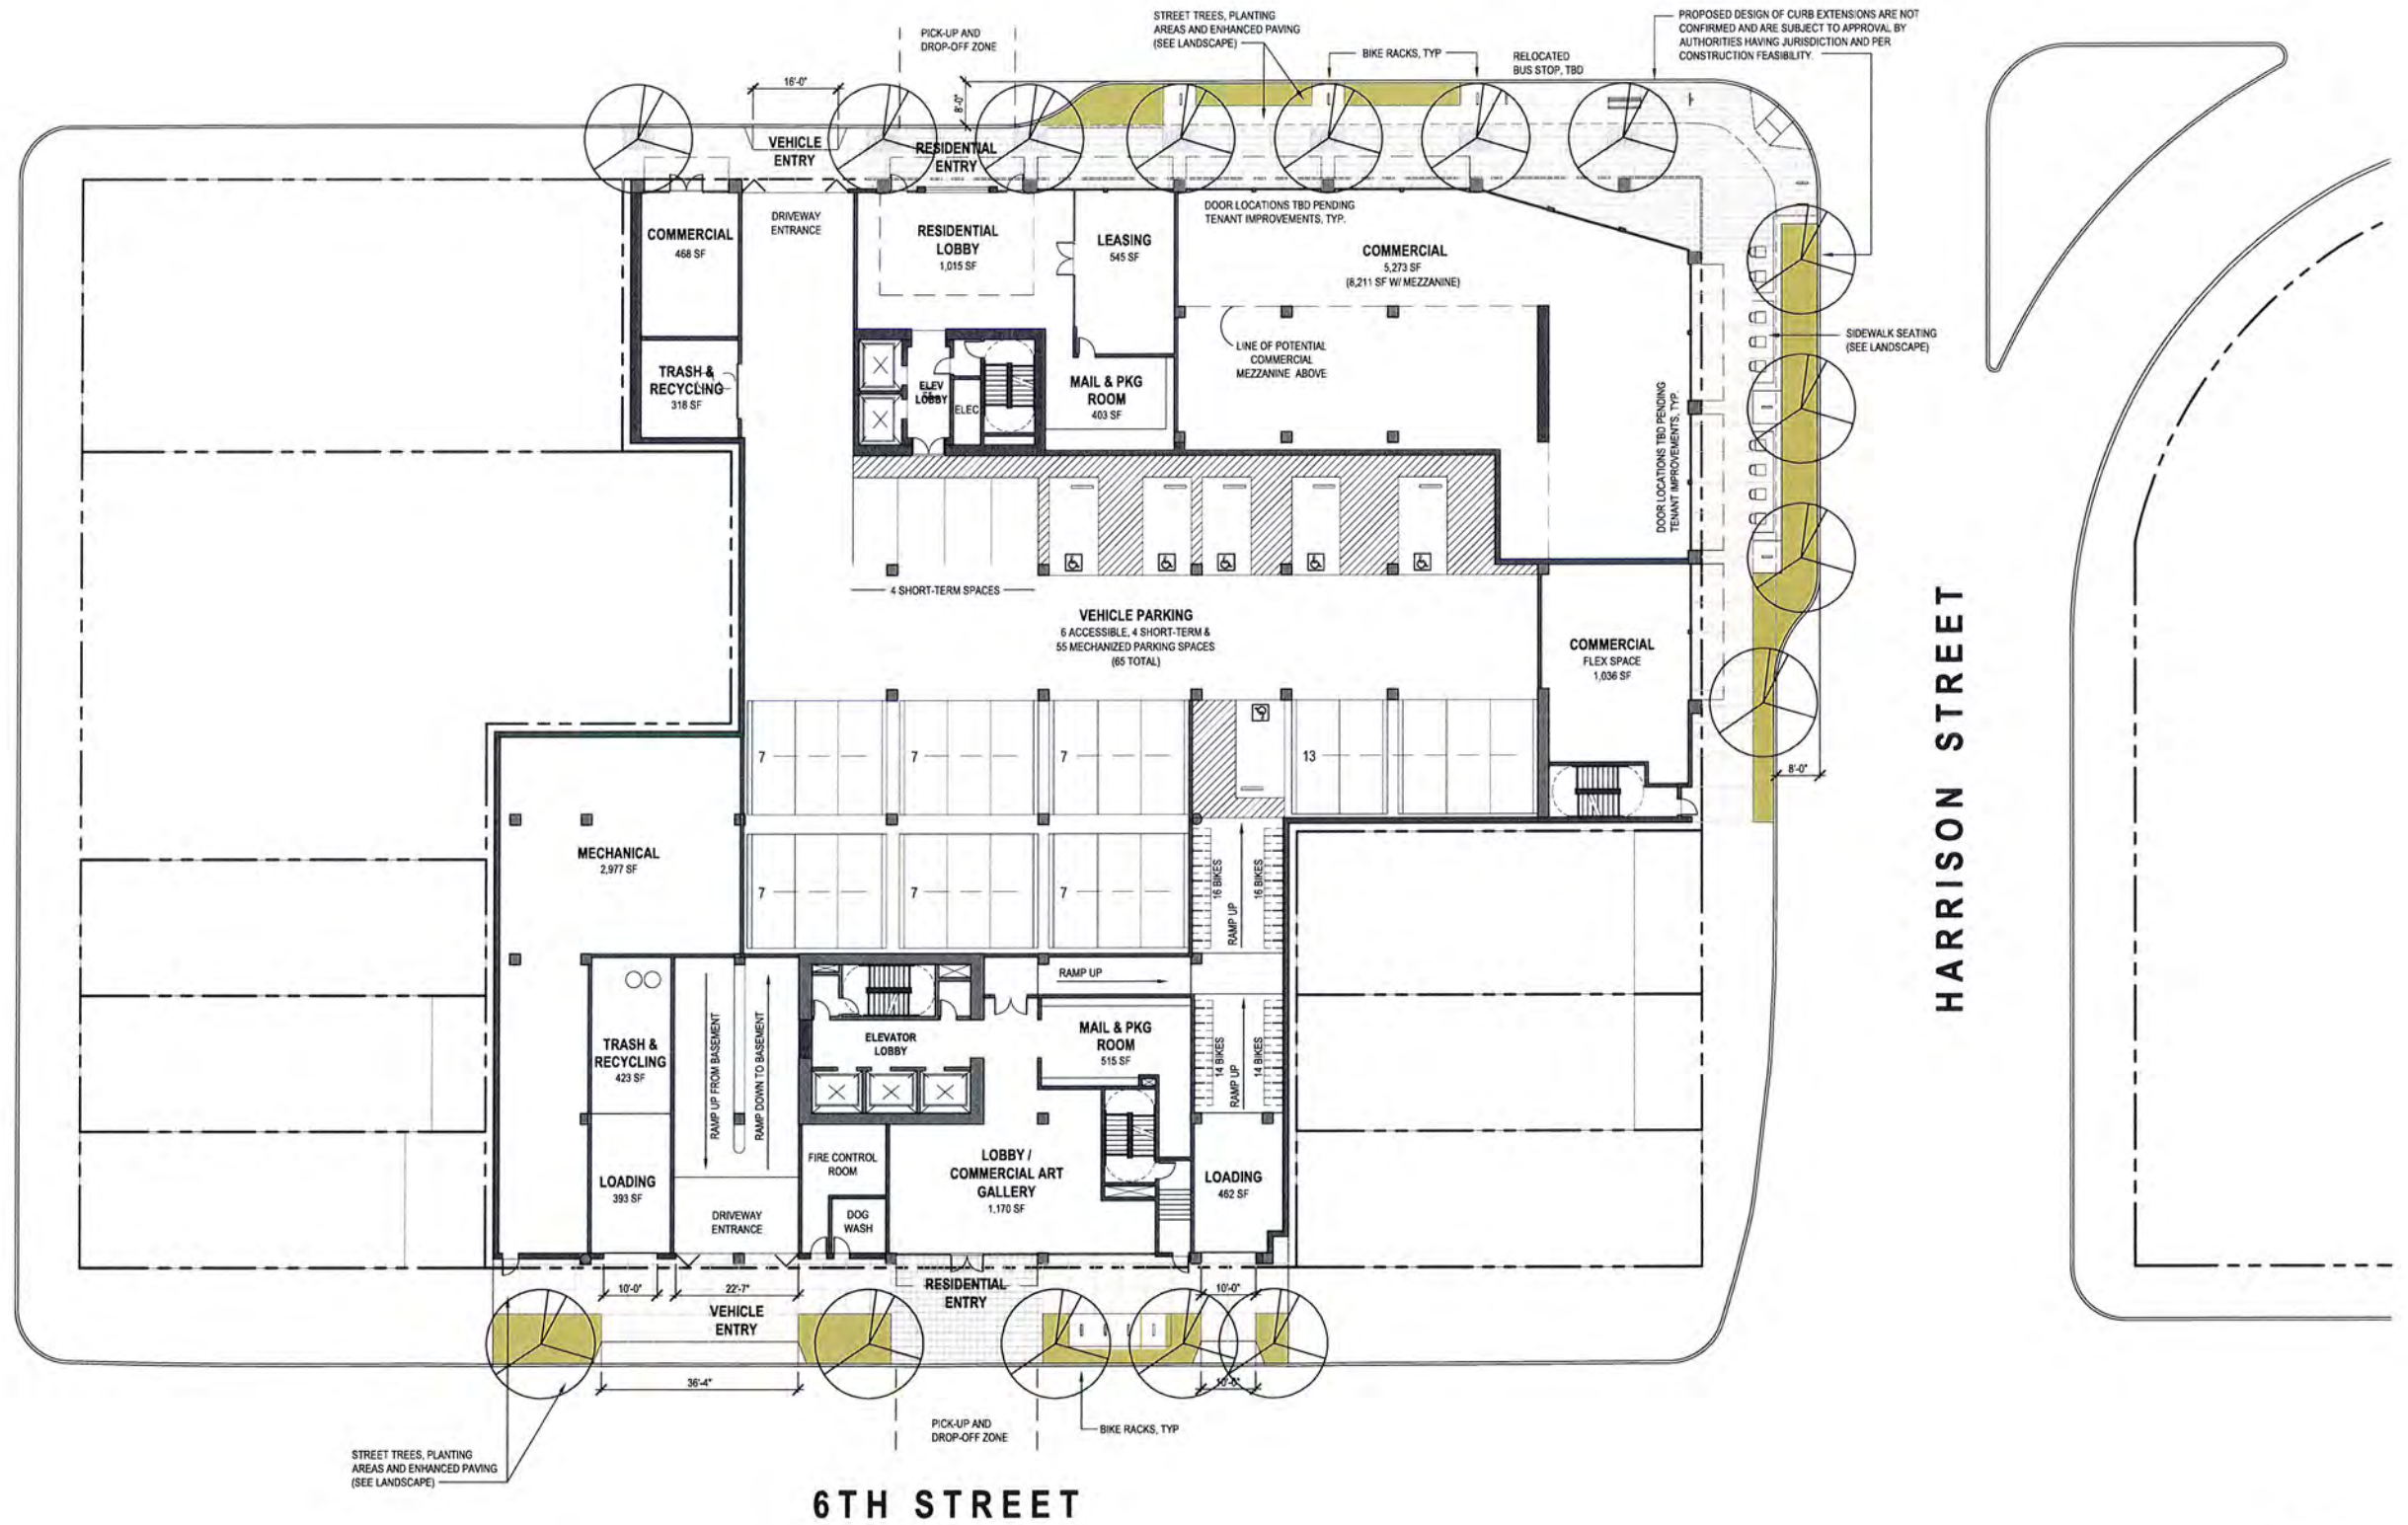 STREET TREES, PLANTING
AREAS AND ENHANCED PAVING
(SEE LANDSCAPE)
PROPOSED DESIGN OF CURB EXTENSIONS ARE NOT
CONFIRMED AND ARE SUBJECT TO APPROVAL BY
AUTHORITIES HAVING JURISDICTION AND PER
CONSTRUCTION FEASIBILITY.
PICK-UP AND
DROP-OFF ZONE
BIKE RACKS, TYP
RELOCATED
BUS STOP, TBD
16'-0"
8'-0"
VEHICLE
ENTRY
RESIDENTIAL
ENTRY
DRIVEWAY
ENTRANCE
COMMERCIAL
468 SF
RESIDENTIAL
LOBBY
1,015 SF
LEASING
545 SF
DOOR LOCATIONS TBD PENDING
TENANT IMPROVEMENTS, TYP.
COMMERCIAL
5,273 SF
(8,211 SF W/ MEZZANINE)
LINE OF POTENTIAL
COMMERCIAL
MEZZANINE ABOVE
SIDEWALK SEATING
(SEE LANDSCAPE)
TRASH &
RECYCLING
318 SF
ELEV
LOBBY
ELEC
MAIL & PKG
ROOM
403 SF
DOOR LOCATIONS TBD PENDING
TENANT IMPROVEMENTS, TYP.
4 SHORT-TERM SPACES
VEHICLE PARKING
6 ACCESSIBLE, 4 SHORT-TERM &
55 MECHANIZED PARKING SPACES
(65 TOTAL)
COMMERCIAL
FLEX SPACE
1,036 SF
HARRISON STREET
7
7
7
13
8'-0"
MECHANICAL
2,977 SF
7
7
7
16 BIKES
RAMP UP
16 BIKES
RAMP UP
TRASH &
RECYCLING
423 SF
RAMP UP FROM BASEMENT
RAMP DOWN TO BASEMENT
ELEVATOR
LOBBY
MAIL & PKG
ROOM
515 SF
14 BIKES
RAMP UP
14 BIKES
FIRE CONTROL
ROOM
LOBBY /
COMMERCIAL ART
GALLERY
1,170 SF
LOADING
393 SF
LOADING
462 SF
DRIVEWAY
ENTRANCE
DOG
WASH
10'-0"
22'-7"
RESIDENTIAL
ENTRY
10'-0"
VEHICLE
ENTRY
36'-4"
10'-0"
PICK-UP AND
DROP-OFF ZONE
BIKE RACKS, TYP
STREET TREES, PLANTING
AREAS AND ENHANCED PAVING
(SEE LANDSCAPE)
6TH STREET